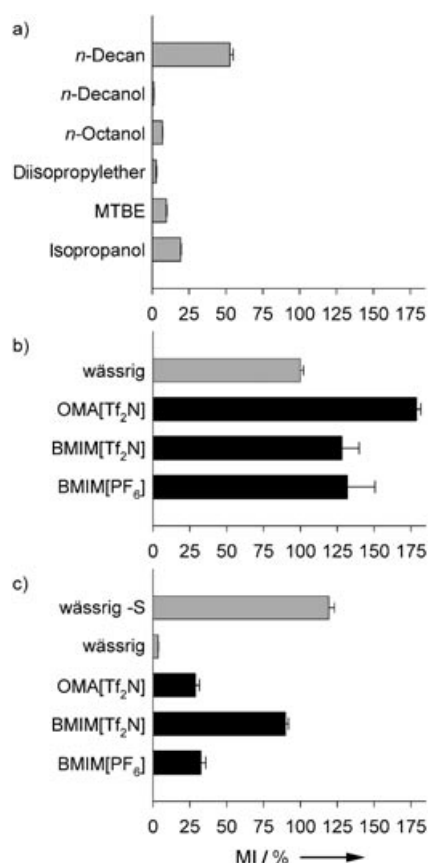 a)
n-Decan
n-Decanol
n-Octanol
Diisopropylether
MTBE
Isopropanol
0 25 50 75 100 125 150 175
b)
wässrig
OMA[Tf₂N]
BMIM[Tf₂N]
BMIM[PF₆]
0 25 50 75 100 125 150 175
c)
wässrig -S
wässrig
OMA[Tf₂N]
BMIM[Tf₂N]
BMIM[PF₆]
0 25 50 75 100 125 150 175
MI / %